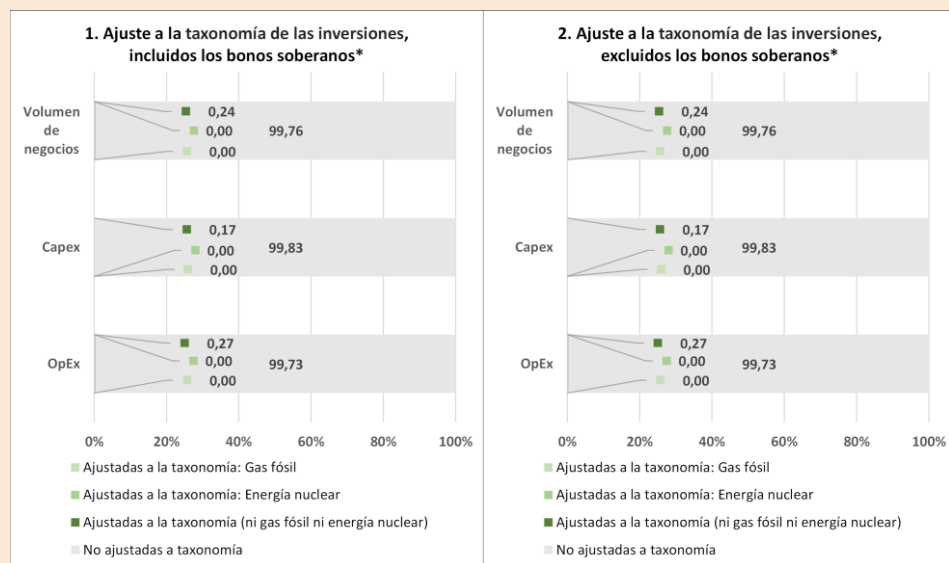 1. Ajuste a la taxonomía de las inversiones,
incluidos los bonos soberanos*
Volumen
de
negocios
0,24
0,00
99,76
0,00
Capex
0,17
0,00
99,83
0,00
OpEx
0,27
0,00
99,73
0,00
0% 20% 40% 60% 80% 100%
Ajustadas a la taxonomía: Gas fósil
Ajustadas a la taxonomía: Energía nuclear
Ajustadas a la taxonomía (ni gas fósil ni energía nuclear)
No ajustadas a taxonomía
2. Ajuste a la taxonomía de las inversiones,
excluidos los bonos soberanos*
Volumen
de
negocios
0,24
0,00
99,76
0,00
Capex
0,17
0,00
99,83
0,00
OpEx
0,27
0,00
99,73
0,00
0% 20% 40% 60% 80% 100%
Ajustadas a la taxonomía: Gas fósil
Ajustadas a la taxonomía: Energía nuclear
Ajustadas a la taxonomía (ni gas fósil ni energía nuclear)
No ajustadas a taxonomía